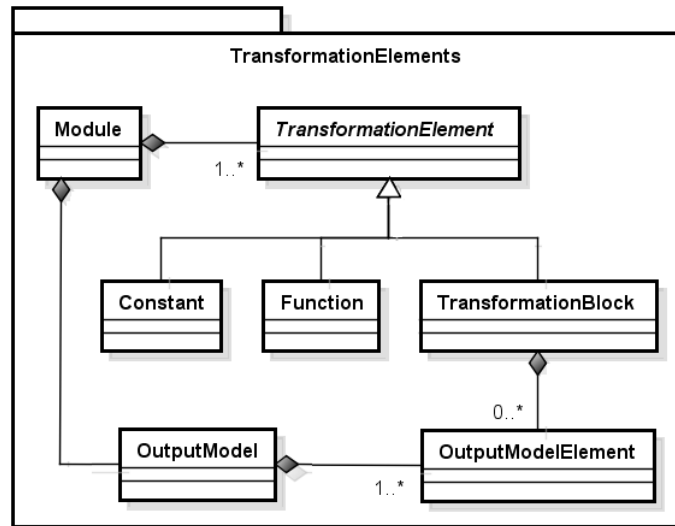 TransformationElements
Module
TransformationElement
1..*
Constant
Function
TransformationBlock
0..*
OutputModel
OutputModelElement
1..*